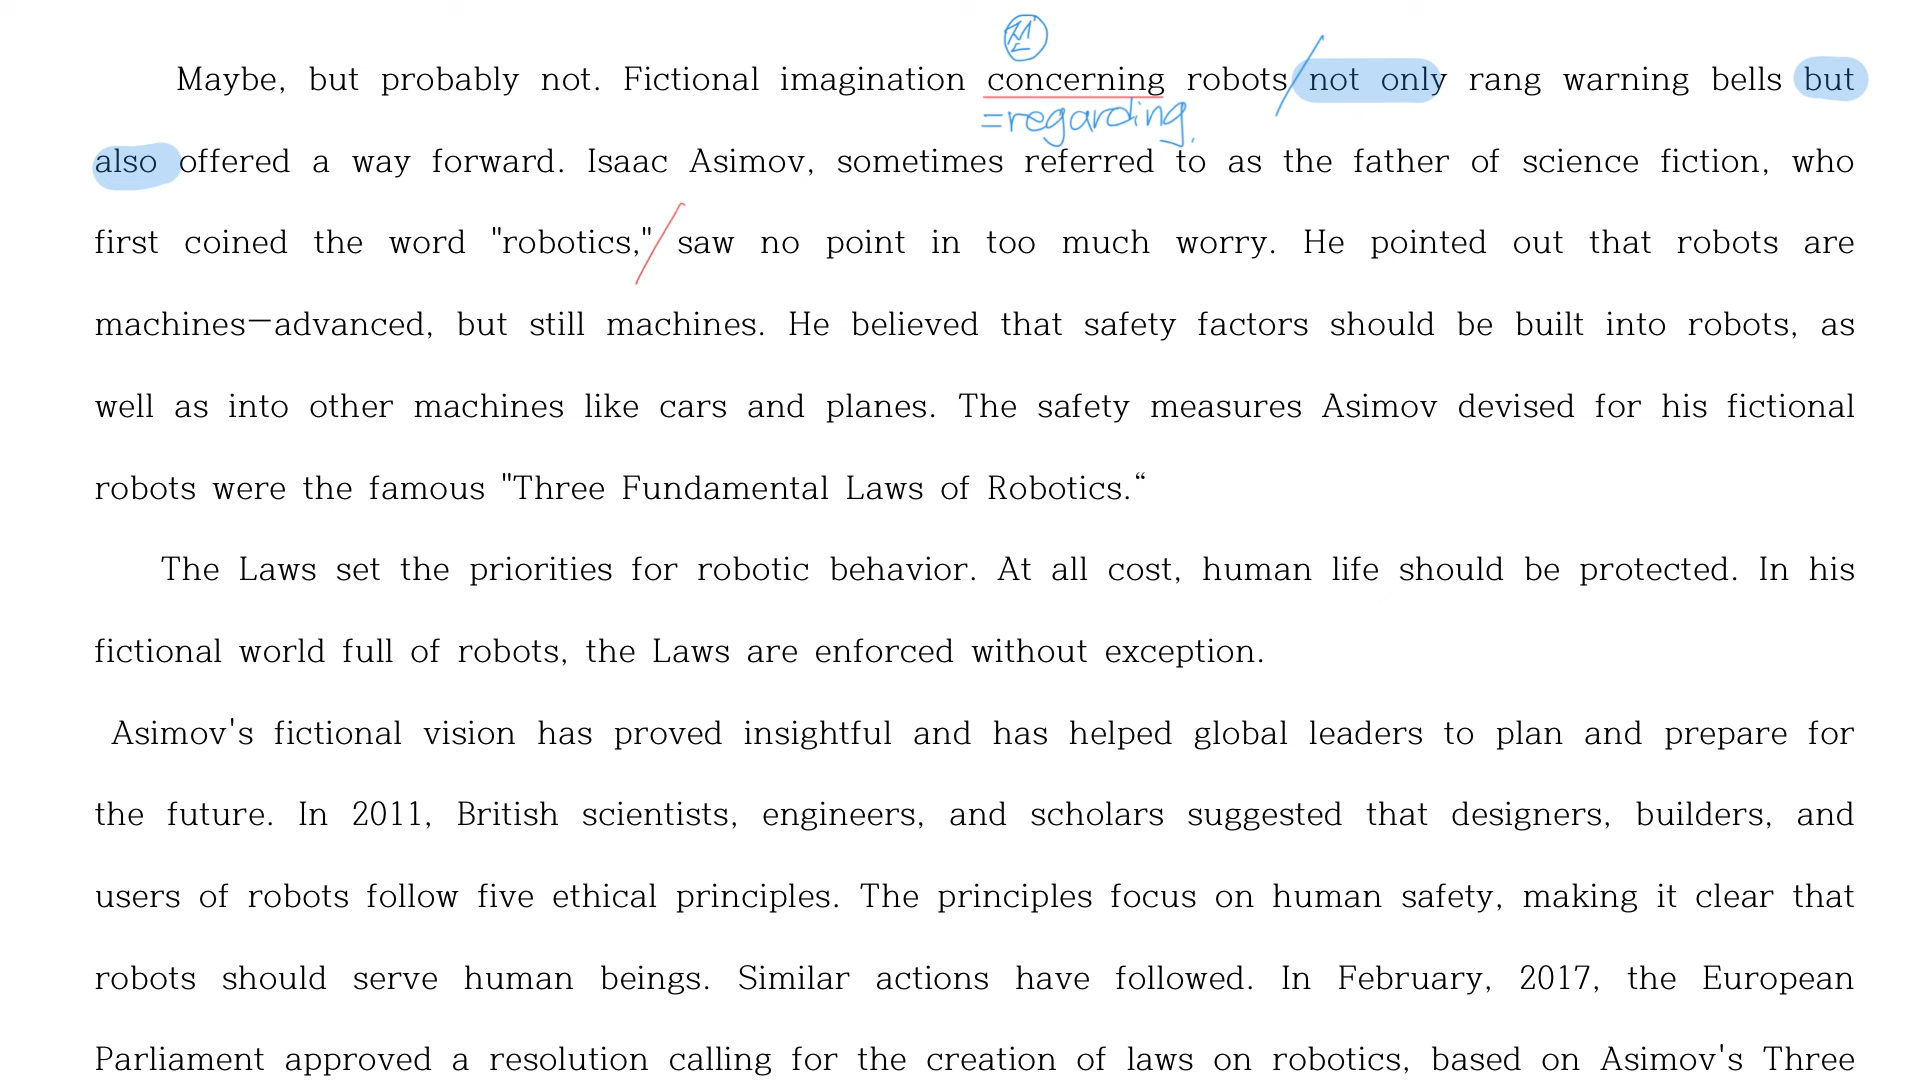 Maybe, but probably not. Fictional imagination concerning robots not only rang warning bells but
=regarding.
also offered a way forward. Isaac Asimov, sometimes referred to as the father of science fiction, who
first coined the word "robotics," saw no point in too much worry. He pointed out that robots are
machines—advanced, but still machines. He believed that safety factors should be built into robots, as
well as into other machines like cars and planes. The safety measures Asimov devised for his fictional
robots were the famous "Three Fundamental Laws of Robotics.“
The Laws set the priorities for robotic behavior. At all cost, human life should be protected. In his
fictional world full of robots, the Laws are enforced without exception.
Asimov's fictional vision has proved insightful and has helped global leaders to plan and prepare for
the future. In 2011, British scientists, engineers, and scholars suggested that designers, builders, and
users of robots follow five ethical principles. The principles focus on human safety, making it clear that
robots should serve human beings. Similar actions have followed. In February, 2017, the European
Parliament approved a resolution calling for the creation of laws on robotics, based on Asimov's Three